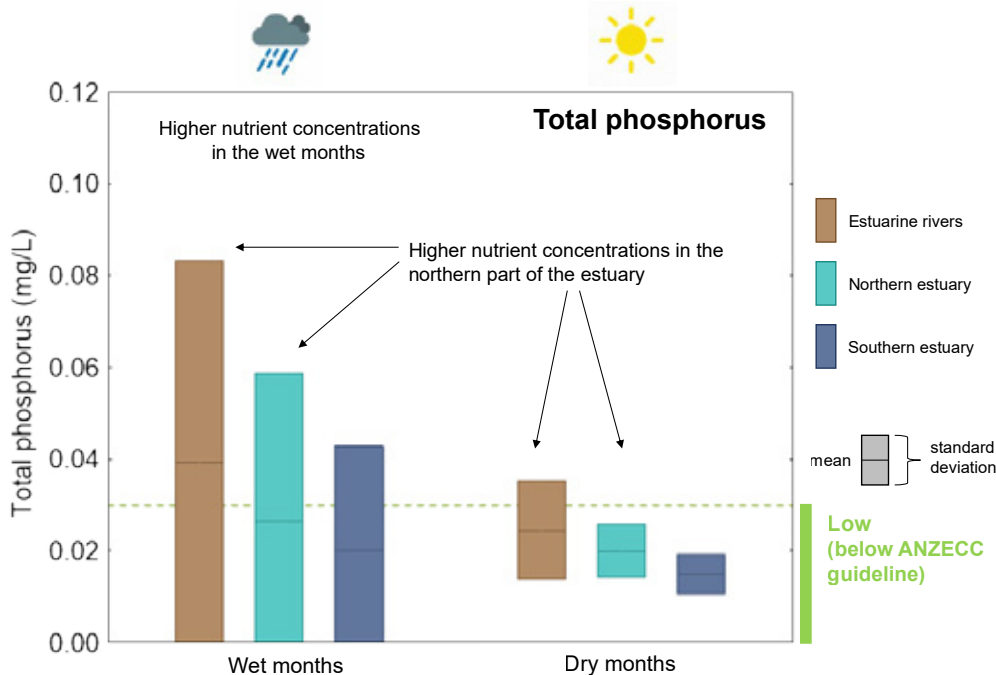 Total phosphorus
Higher nutrient concentrations
in the wet months
Higher nutrient concentrations in the
northern part of the estuary
Total phosphorus (mg/L)
0.12
0.10
0.08
0.06
0.04
0.02
0.00
Wet months
Dry months
Estuarine rivers
Northern estuary
Southern estuary
mean
standard
deviation
Low
(below ANZECC
guideline)